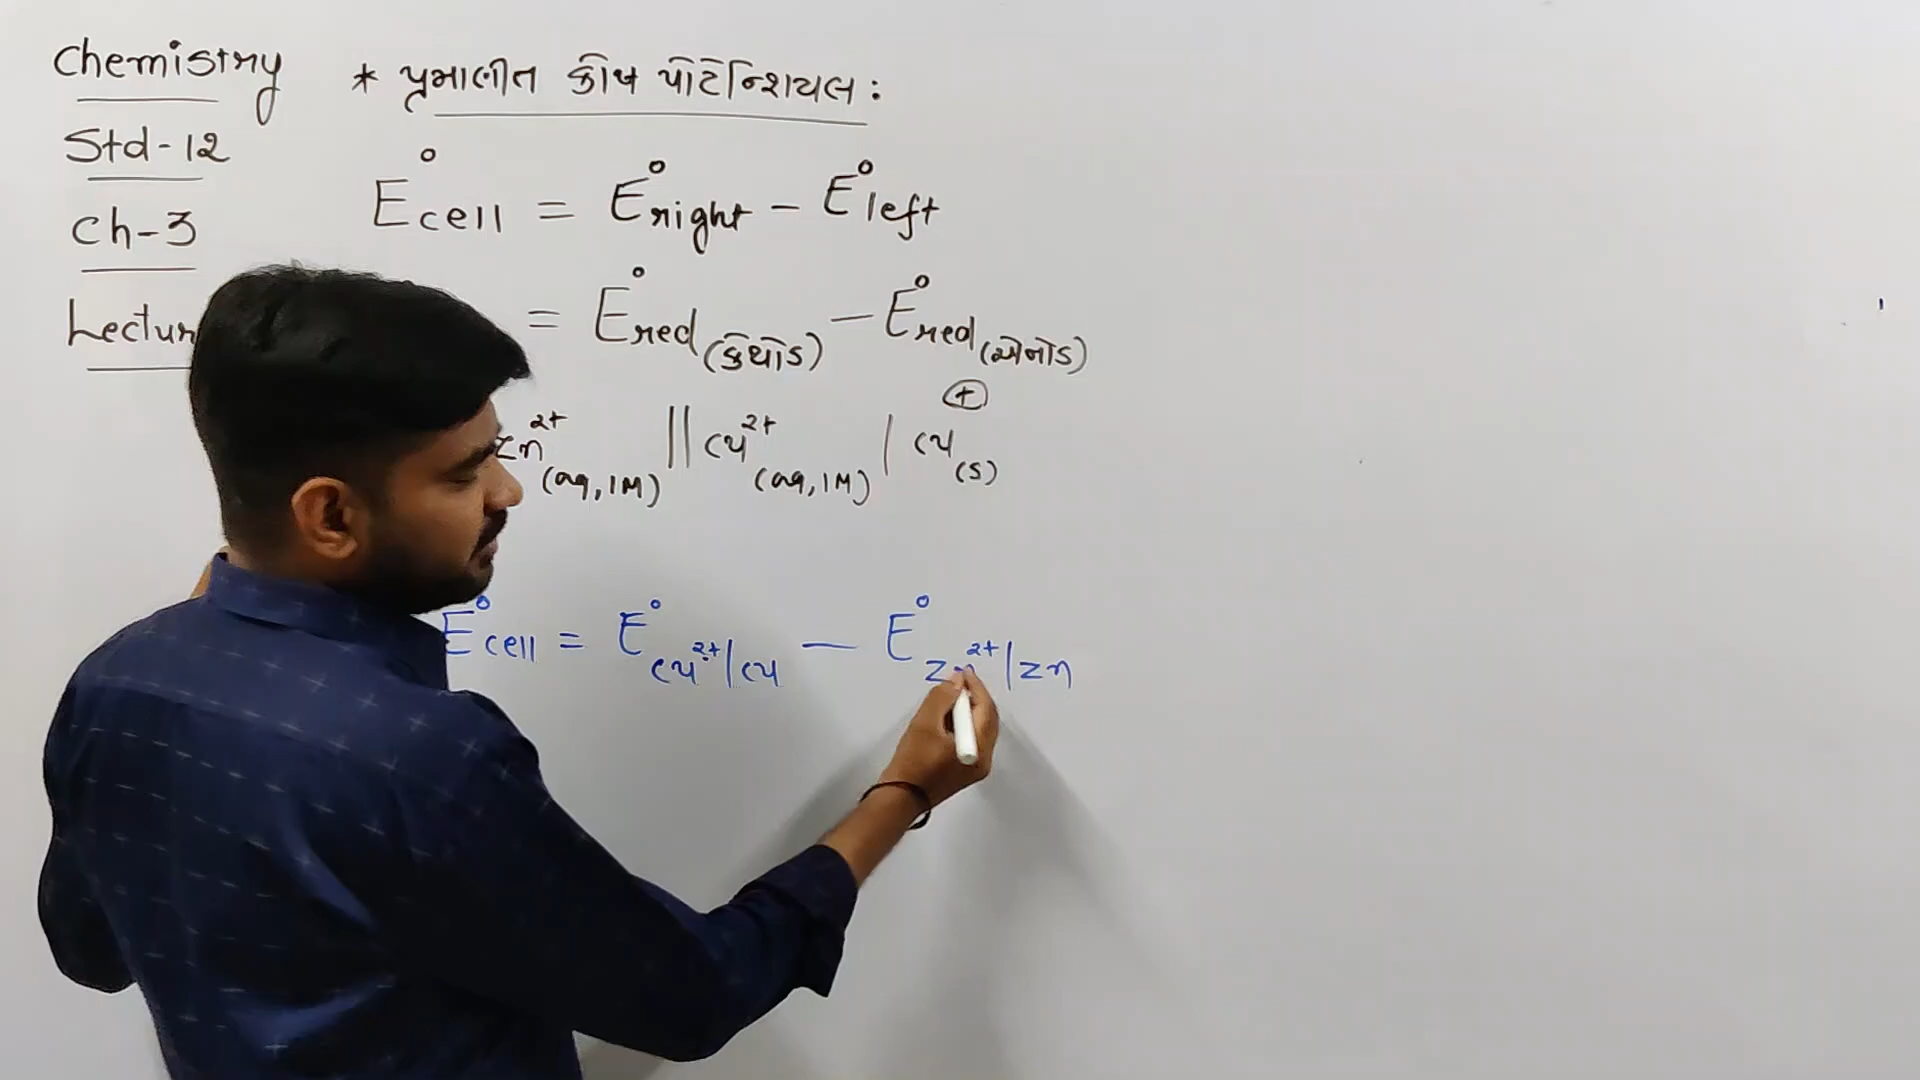 Chemistry
Std-12
Ch-3
* પ્રમાણીત કોષ પોટેન્શિયલ :
E°cell = E°right - E°left
= E°red (કેથોડ) - E°red (એનોડ)
+
Zn2+ (aq, 1M) || Cu2+ (aq, 1M) | Cu (s)
E°cell = E°Cu2+/Cu - E°Zn2+/Zn